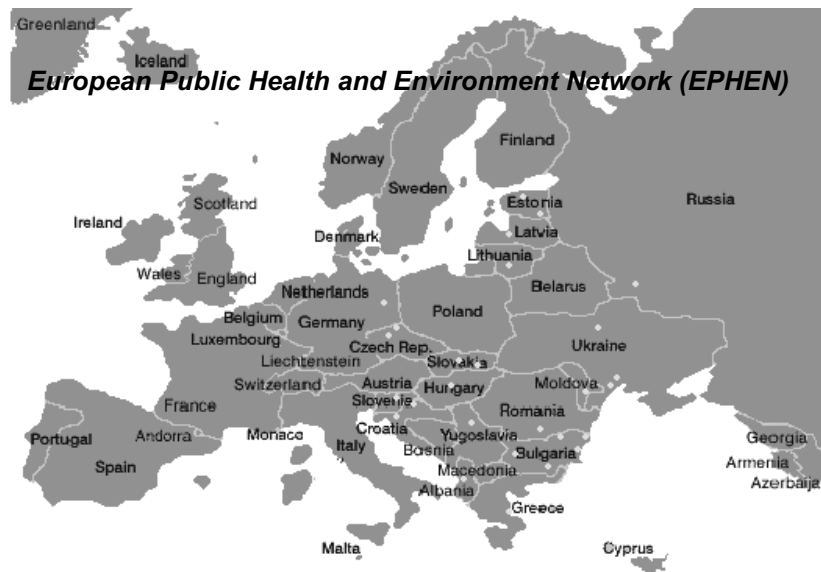 Greenland
Iceland
European Public Health and Environment Network (EPHEN)
Finland
Norway
Sweden
Russia
Estonia
Scotland
Ireland
Denmark
Latvia
Lithuania
Wales
England
Belarus
Netherlands
Poland
Belgium
Germany
Luxembourg
Ukraine
Czech Rep.
Liechtenstein
Slovakia
Switzerland
Austria
Hungary
Moldova
Slovenie
France
Romania
Portugal
Andorra
Monaco
Croatia
Yugoslavia
Georgia
Italy
Bosnia
Bulgaria
Spain
Macedonia
Armenia
Albania
Azerbaija
Greece
Malta
Cyprus